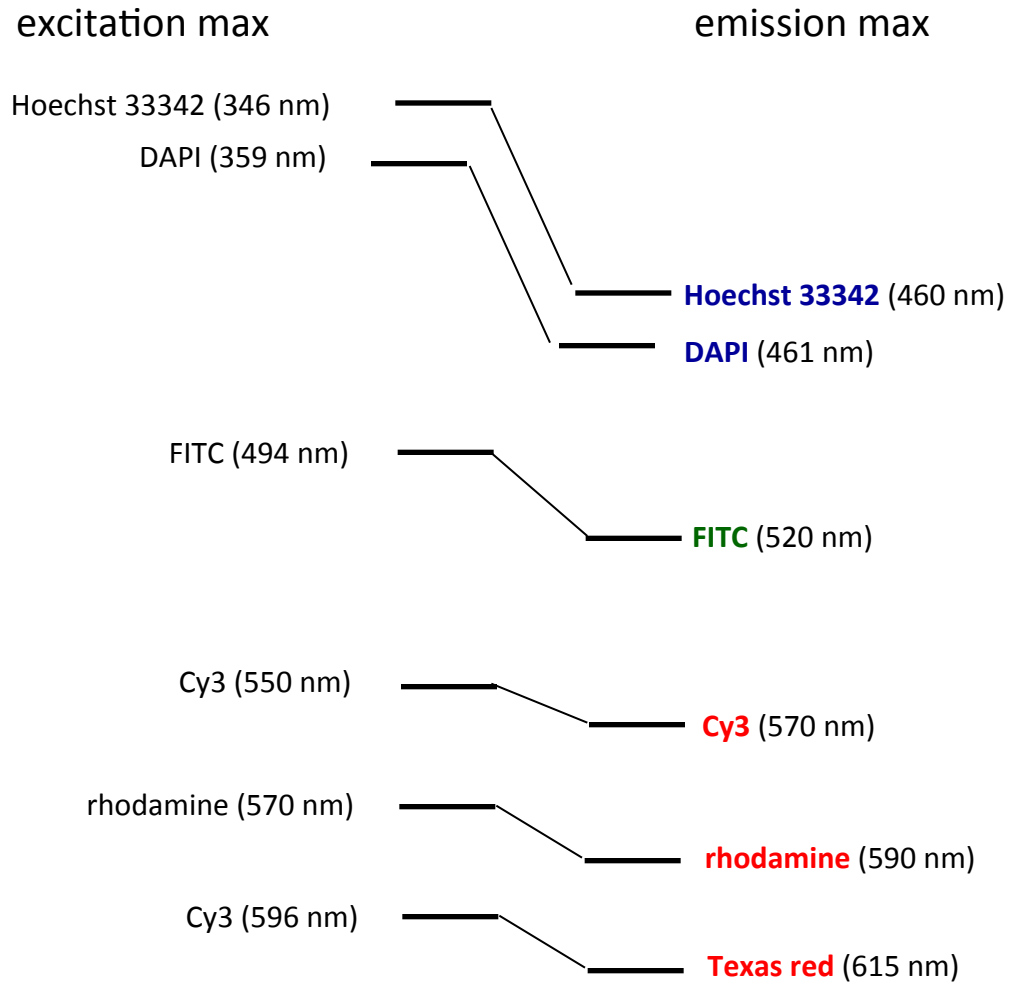 excitation max
emission max
Hoechst 33342 (346 nm)
DAPI (359 nm)
Hoechst 33342 (460 nm)
DAPI (461 nm)
FITC (494 nm)
FITC (520 nm)
Cy3 (550 nm)
Cy3 (570 nm)
rhodamine (570 nm)
rhodamine (590 nm)
Cy3 (596 nm)
Texas red (615 nm)